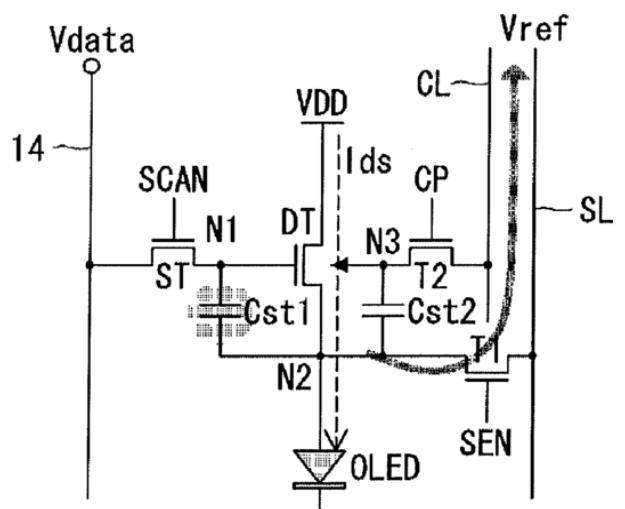 Vdata
Vref
CL
VDD
14
Ids
SCAN
CP
SL
N1
DT
N3
ST
T2
Cst1
Cst2
T1
N2
SEN
OLED